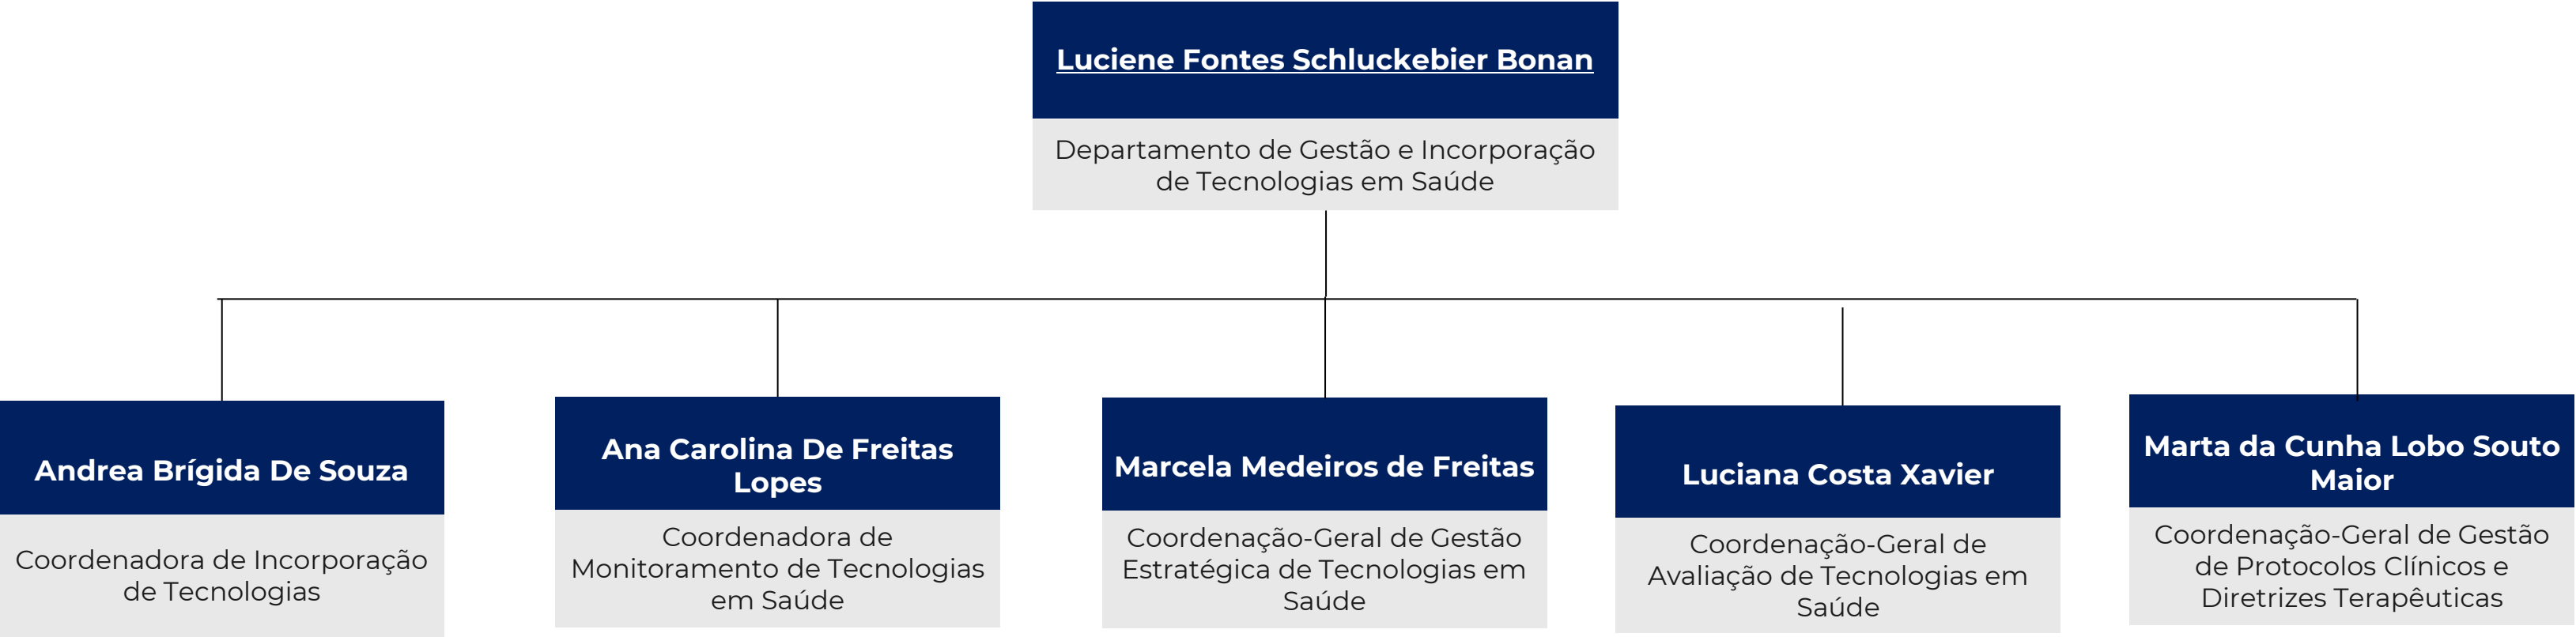 Luciene Fontes Schluckebier Bonan
Departamento de Gestão e Incorporação
de Tecnologias em Saúde
Andrea Brígida De Souza
Coordenadora de Incorporação
de Tecnologias
Ana Carolina De Freitas
Lopes
Coordenadora de
Monitoramento de Tecnologias
em Saúde
Marcela Medeiros de Freitas
Coordenação-Geral de Gestão
Estratégica de Tecnologias em
Saúde
Luciana Costa Xavier
Coordenação-Geral de
Avaliação de Tecnologias em
Saúde
Marta da Cunha Lobo Souto
Maior
Coordenação-Geral de Gestão
de Protocolos Clínicos e
Diretrizes Terapêuticas